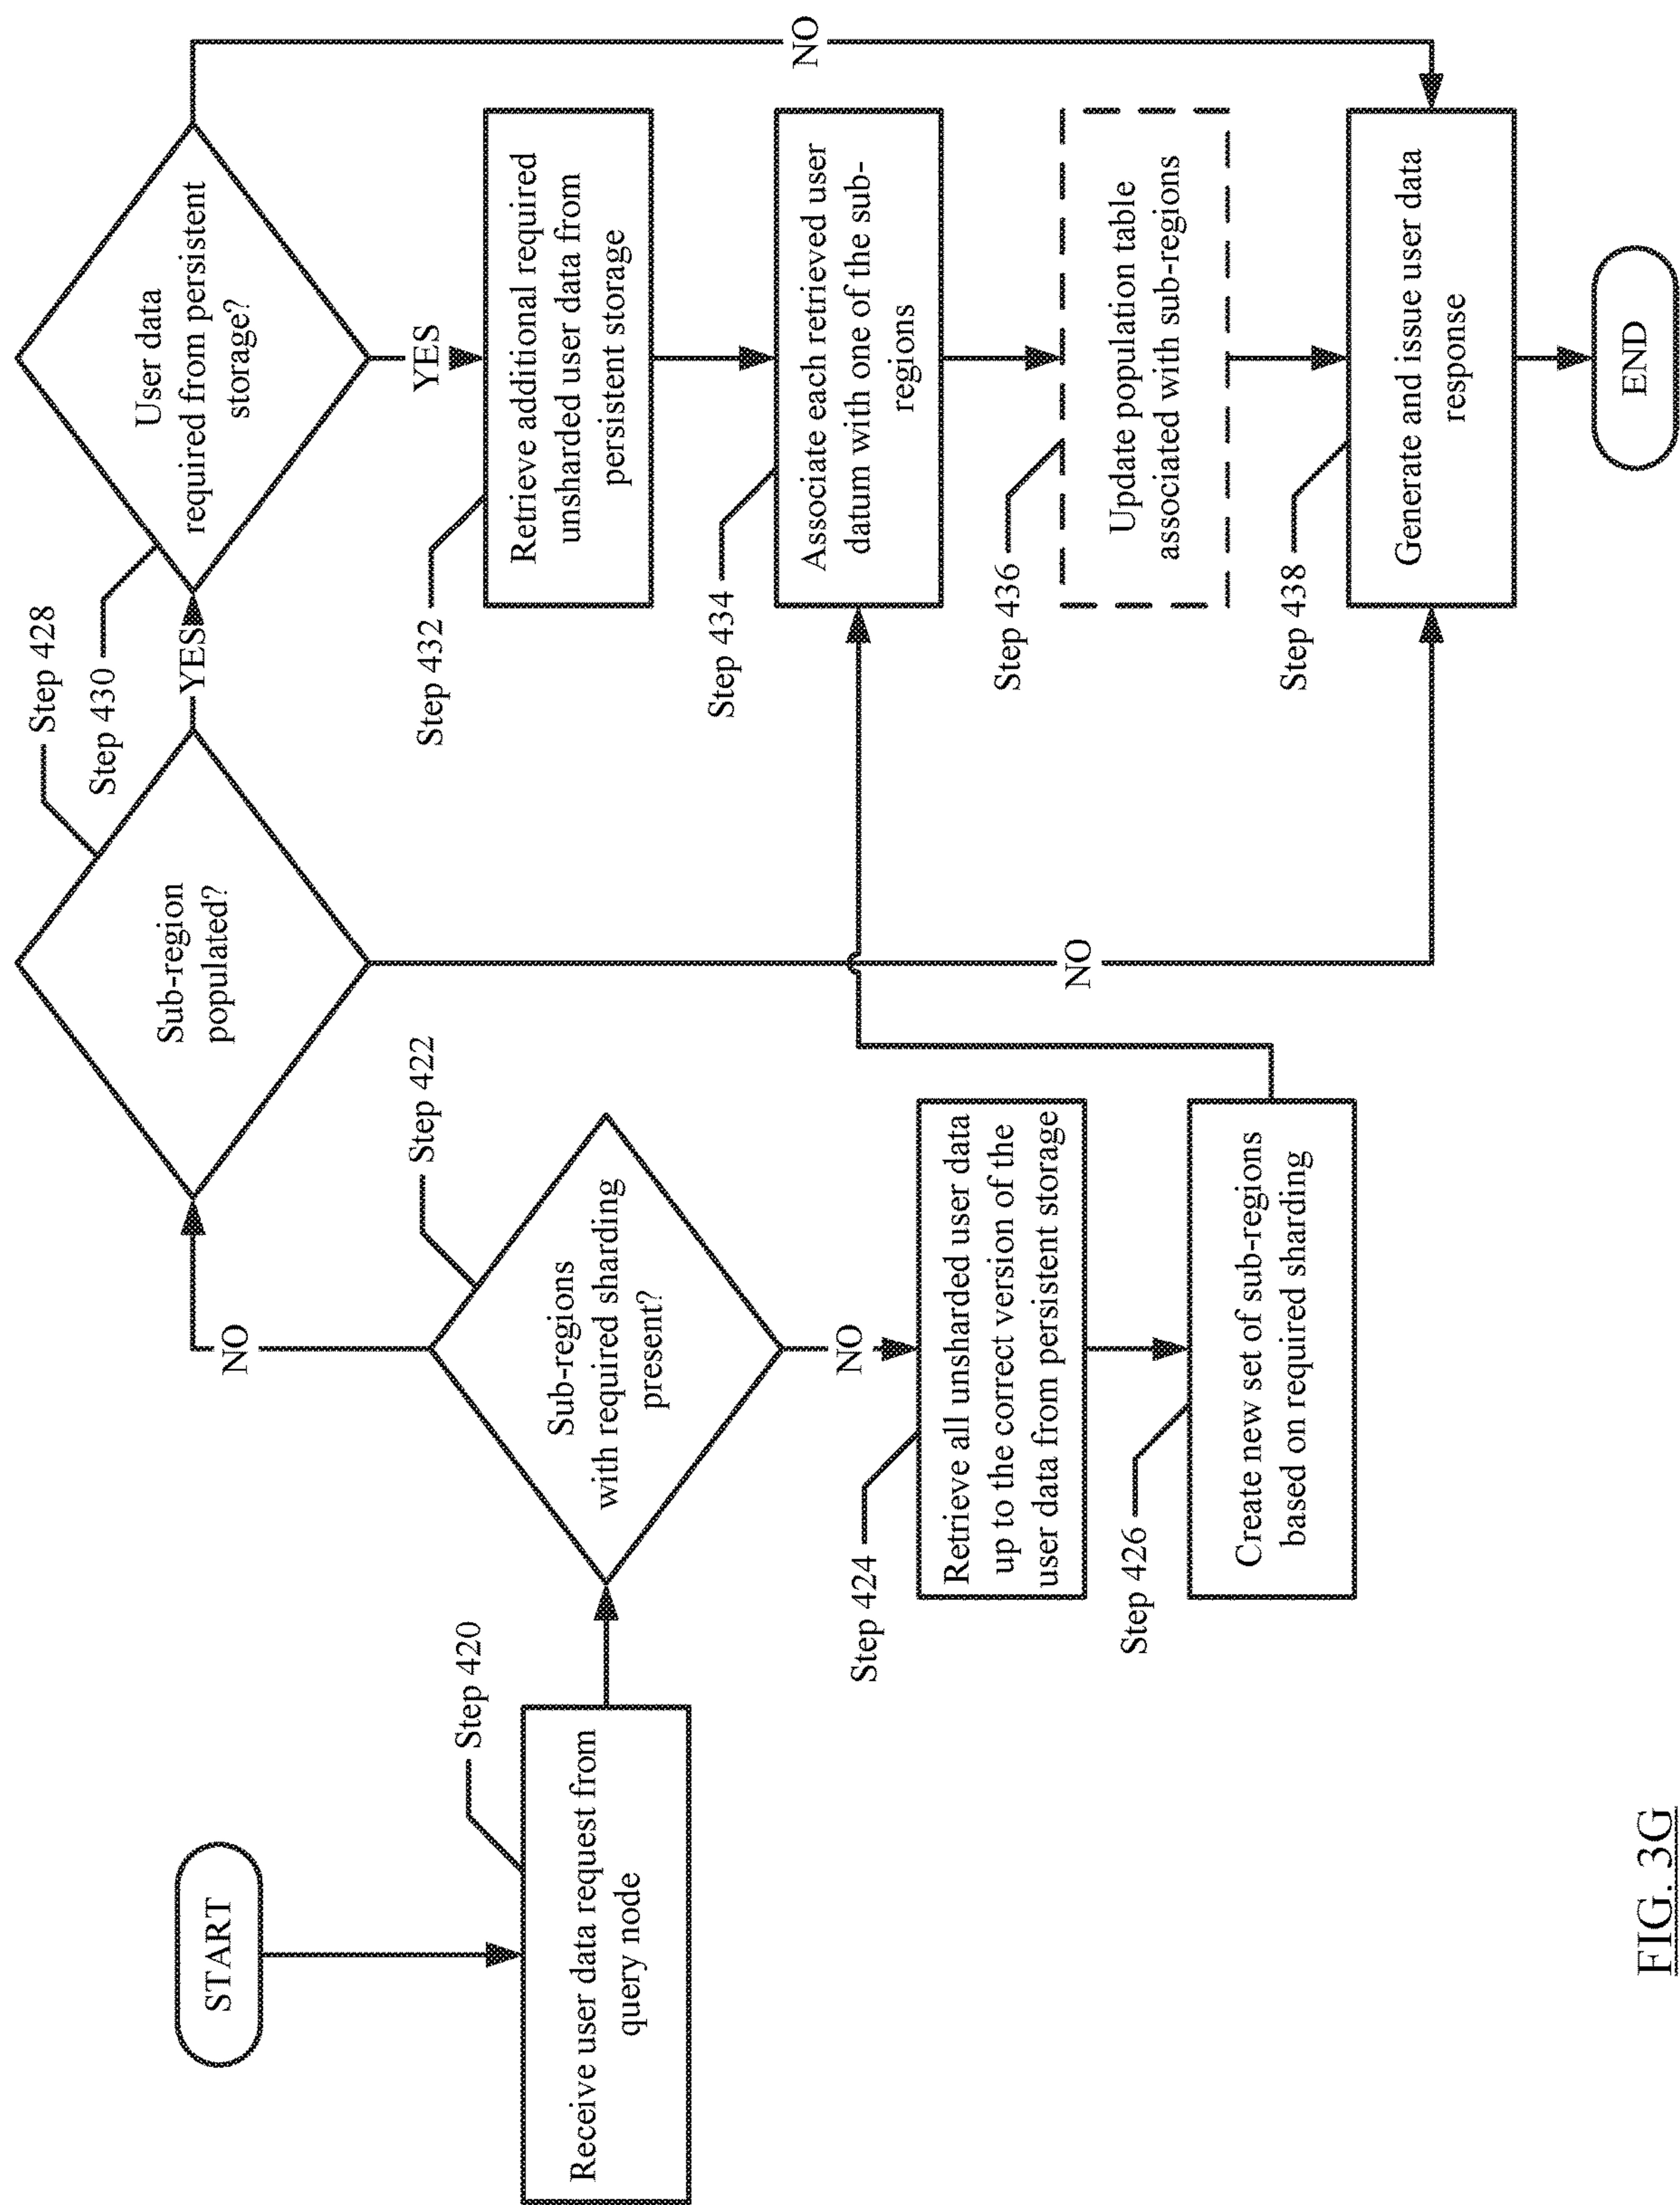 START
Step 420
Receive user data request from
query node
Step 422
Sub-regions
with required sharding
present?
NO
NO
Step 424
Retrieve all unsharded user data
up to the correct version of the
user data from persistent storage
Step 426
Create new set of sub-regions
based on required sharding
Step 428
Sub-region
populated?
YES
NO
Step 430
User data
required from persistent
storage?
YES
NO
Step 432
Retrieve additional required
unsharded user data from
persistent storage
Step 434
Associate each retrieved user
datum with one of the sub-
regions
Step 436
Update population table
associated with sub-regions
Step 438
Generate and issue user data
response
END
FIG. 3G